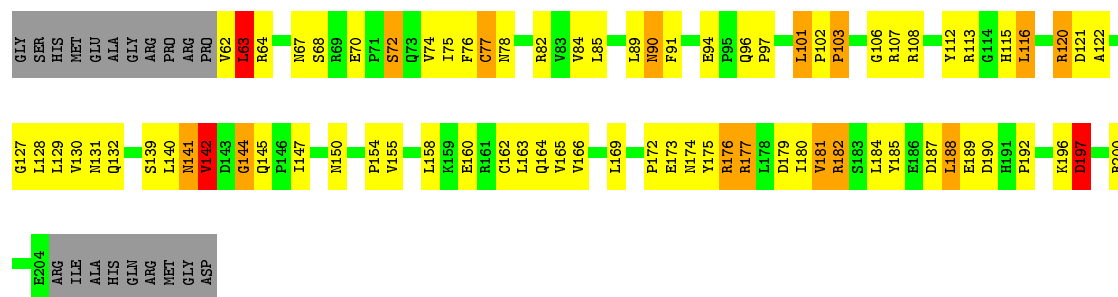 GLY SER HIS MET GLU ALA GLY ARG PRO ARG PRO V62 L63 R64 N67 S68 R69 E70 P71 S72 Q73 V74 I75 F76 C77 N78 R82 V83 V84 L85 L89 N90 F91 E94 P95 Q96 P97 L101 P102 P103 G106 R107 R108 Y112 R113 G114 H115 L116 R120 D121 A122
G127 L128 L129 V130 N131 Q132 S139 L140 N141 V142 D143 G144 Q145 P146 I147 N150 P154 V155 L158 K159 E160 R161 C162 L163 Q164 V165 V166 L169 P172 E173 N174 Y175 R176 R177 L178 D179 I180 V181 R182 S183 L184 Y185 E186 D187 L188 E189 D190 H191 P192 K196 D197
E204 ARG ILE ALA HIS GLN ARG MET GLY ASP